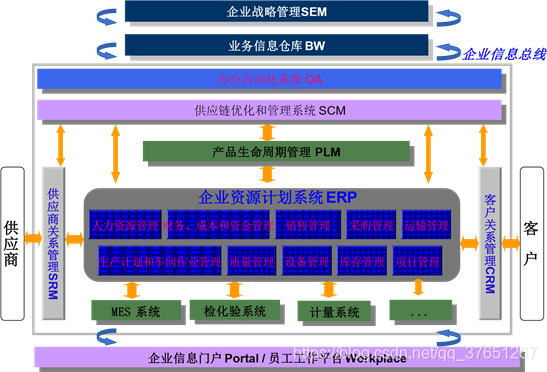 企业战略管理SEM
业务信息仓库 BW
企业信息总线
办公自动化系统 OA
供应链优化和管理系统 SCM
产品生命周期管理 PLM
供应商
供应商关系管理SRM
企业资源计划系统 ERP
人力资源管理 财务、成本和资金管理 销售管理 采购管理 运输管理
生产计划和车间作业管理 质量管理 设备管理 库存管理 项目管理
客户关系管理CRM
客户
MES 系统 检化验系统 计量系统 ...
企业信息门户 Portal / 员工工作平台 Workplace
https://blog.csdn.net/qq_37651267